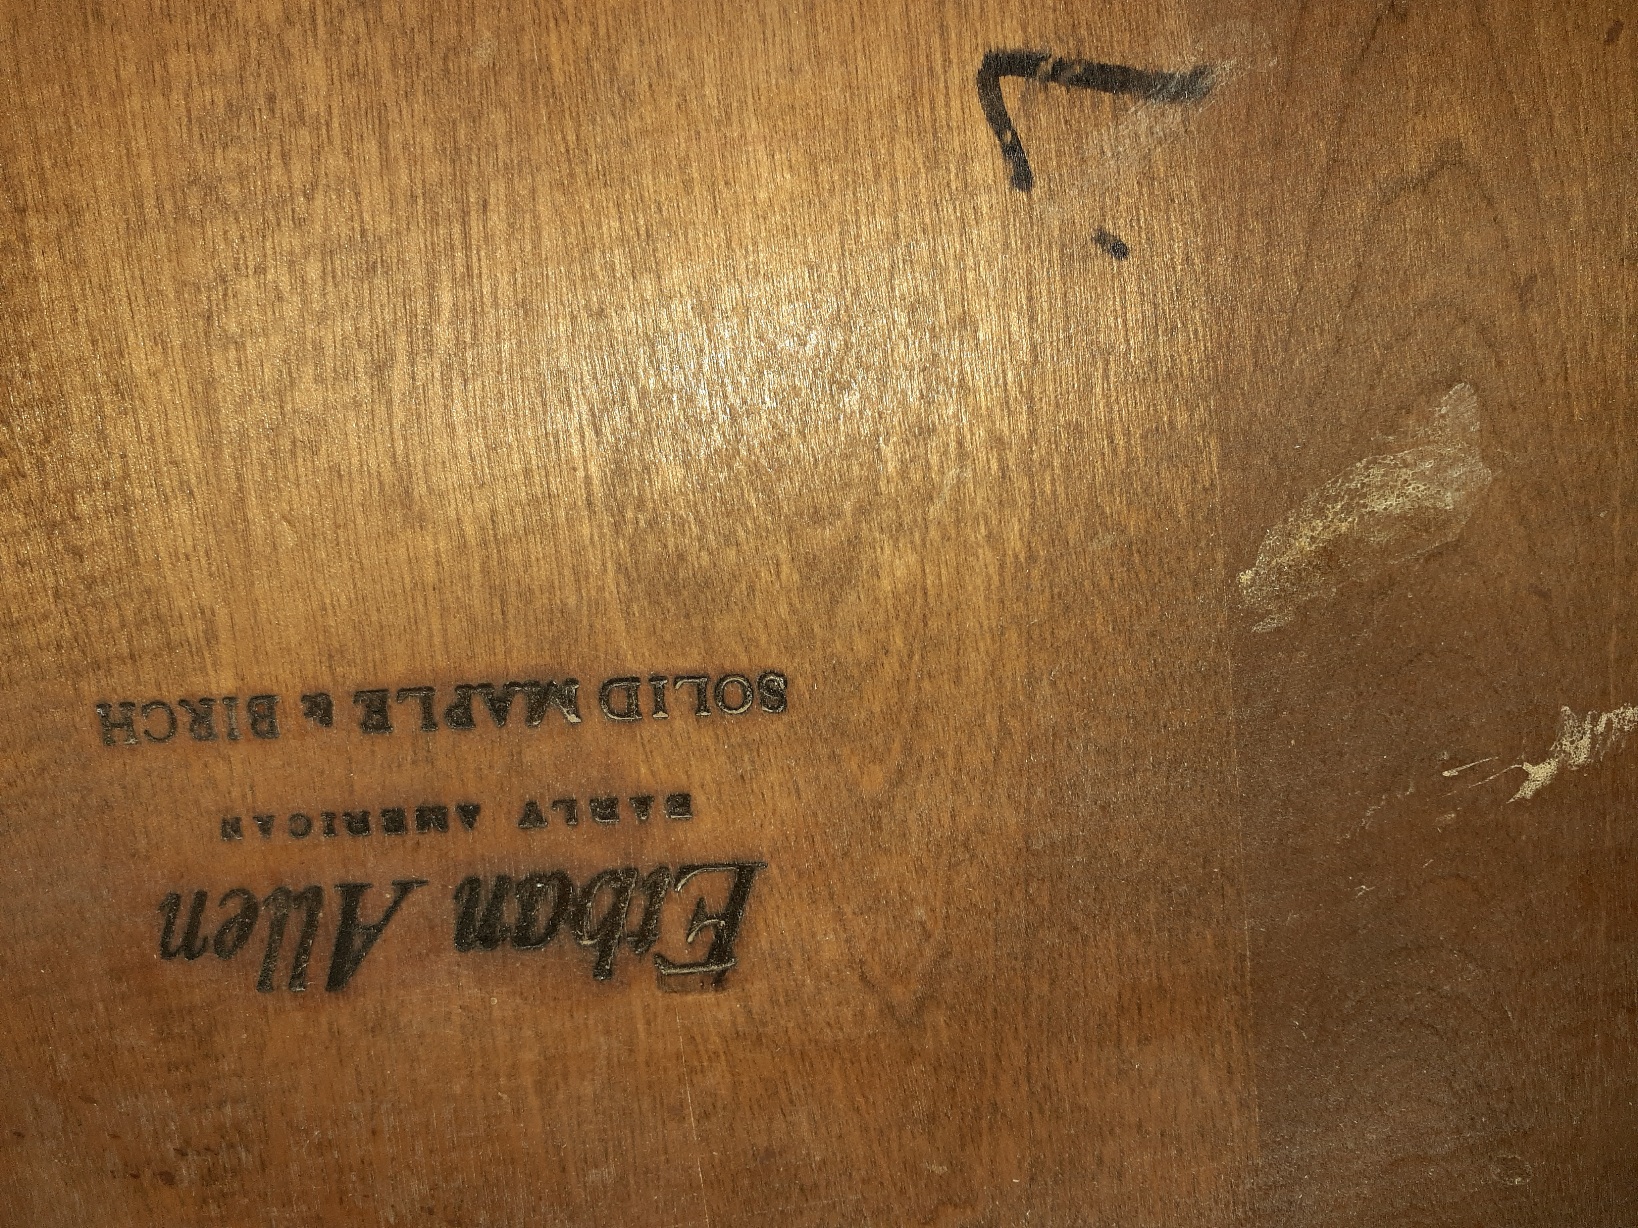 Ethan Allen
EARLY AMERICAN
SOLID MAPLE & BIRCH